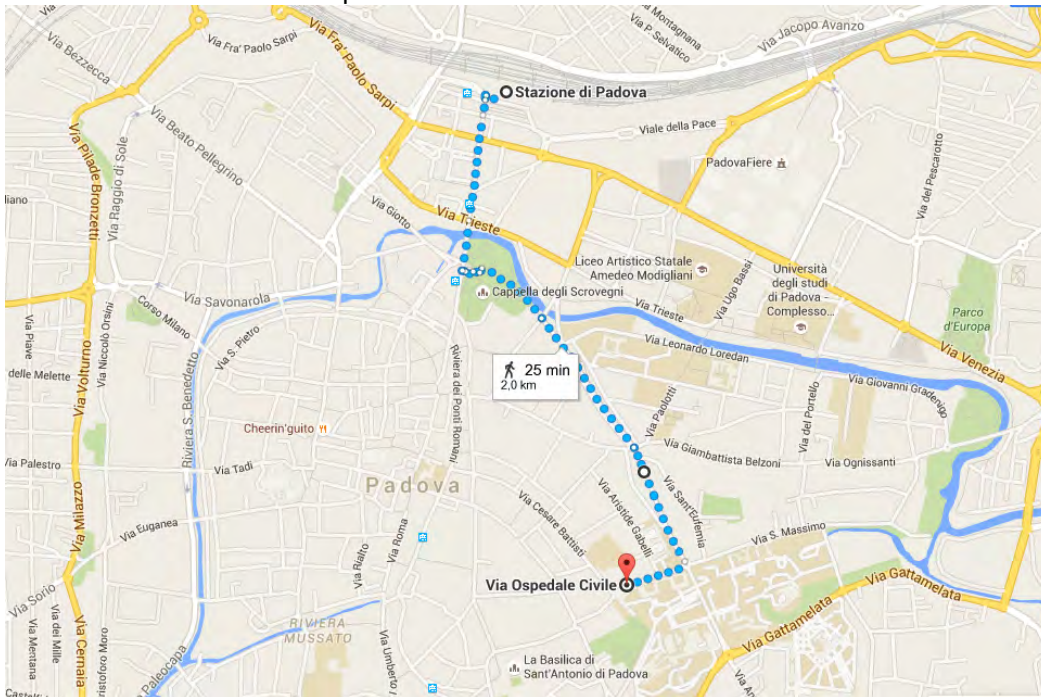 Via Fra' Paolo Sarpi
Via Bezzecca
Via Fra' Paolo Sarpi
Montagnana
Via P. Selvatico
Via Jacopo Avanzo
Stazione di Padova
Viale della Pace
PadovaFiere
Via del Pescarotto
Via Pilade Bronzetti
Via Raggio di Sole
Via Beato Pellegrino
Via Giotto
Via Trieste
Liceo Artistico Statale
Amedeo Modigliani
Via Ugo Bassi
Università
degli studi
di Padova -
Complesso...
Cappella degli Scrovegni
Via Trieste
Parco
d'Europa
Via Savonarola
Corso Milano
Via S. Pietro
Via Niccolò Orsini
Via Piave
Via Volturno
delle Melette
Riviera S. Benedetto
Riviera dei Ponti Romani
25 min
2,0 km
Via Leonardo Loredan
Via Venezia
Via Giovanni Gradenigo
Via Paolotti
Via del Portello
Cheerin'guito
Via Giambattista Belzoni
Via Ognissanti
Via Palestro
Via Tadi
Padova
Via Milazzo
Via Euganea
Via Rialto
Via Roma
Via Cesare Battisti
Via Aristide Gabelli
Via Sant'Eufemia
Via S. Massimo
Via Ospedale Civile
Via Gattamelata
Via Gattamelata
Via Sorio
RIVIERA
MUSSATO
Via Mentana
Via dei Mille
Via Cernaia
Cristoforo Moro
Paleocapa
Via Umberto
La Basilica di
Sant'Antonio di Padova